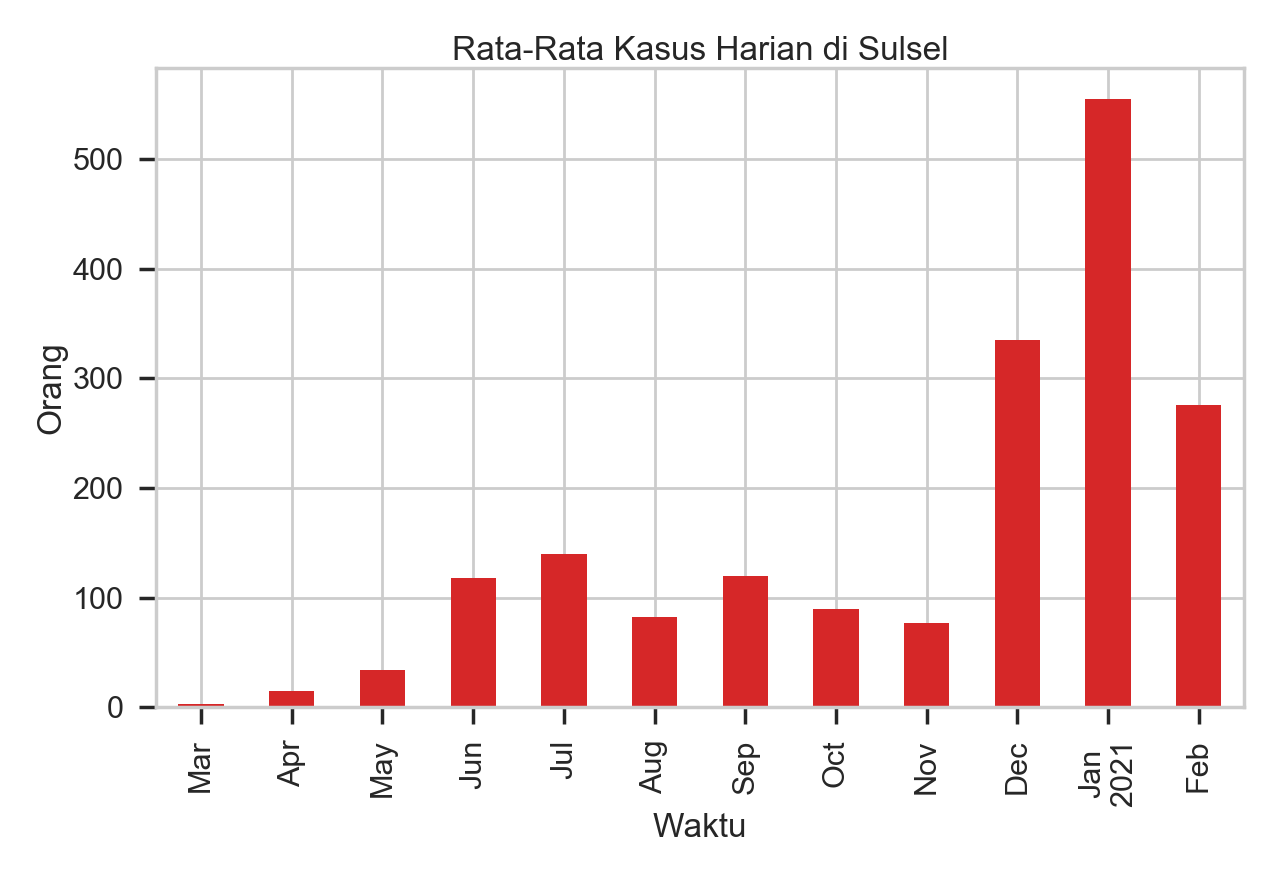 Rata-Rata Kasus Harian di Sulsel
500
400
300
200
100
0
Orang
Mar
Apr
May
Jun
Jul
Aug
Sep
Oct
Nov
Dec
Jan
2021
Feb
Waktu